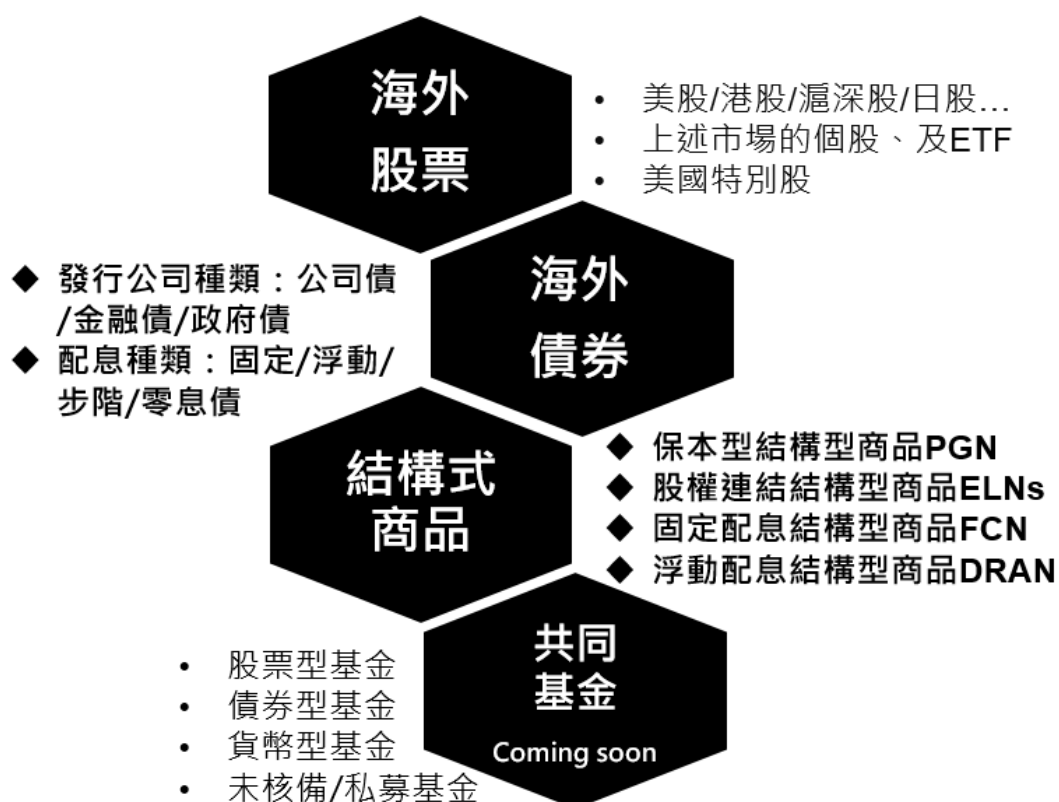 海外
股票
• 美股/港股/滬深股/日股...
• 上述市場的個股、及ETF
• 美國特別股
海外
債券
◆ 發行公司種類：公司債
/金融債/政府債
◆ 配息種類：固定/浮動/
步階/零息債
結構式
商品
◆ 保本型結構型商品PGN
◆ 股權連結結構型商品ELNs
◆ 固定配息結構型商品FCN
◆ 浮動配息結構型商品DRAN
共同
基金
Coming soon
• 股票型基金
• 債券型基金
• 貨幣型基金
• 未核備/私募基金